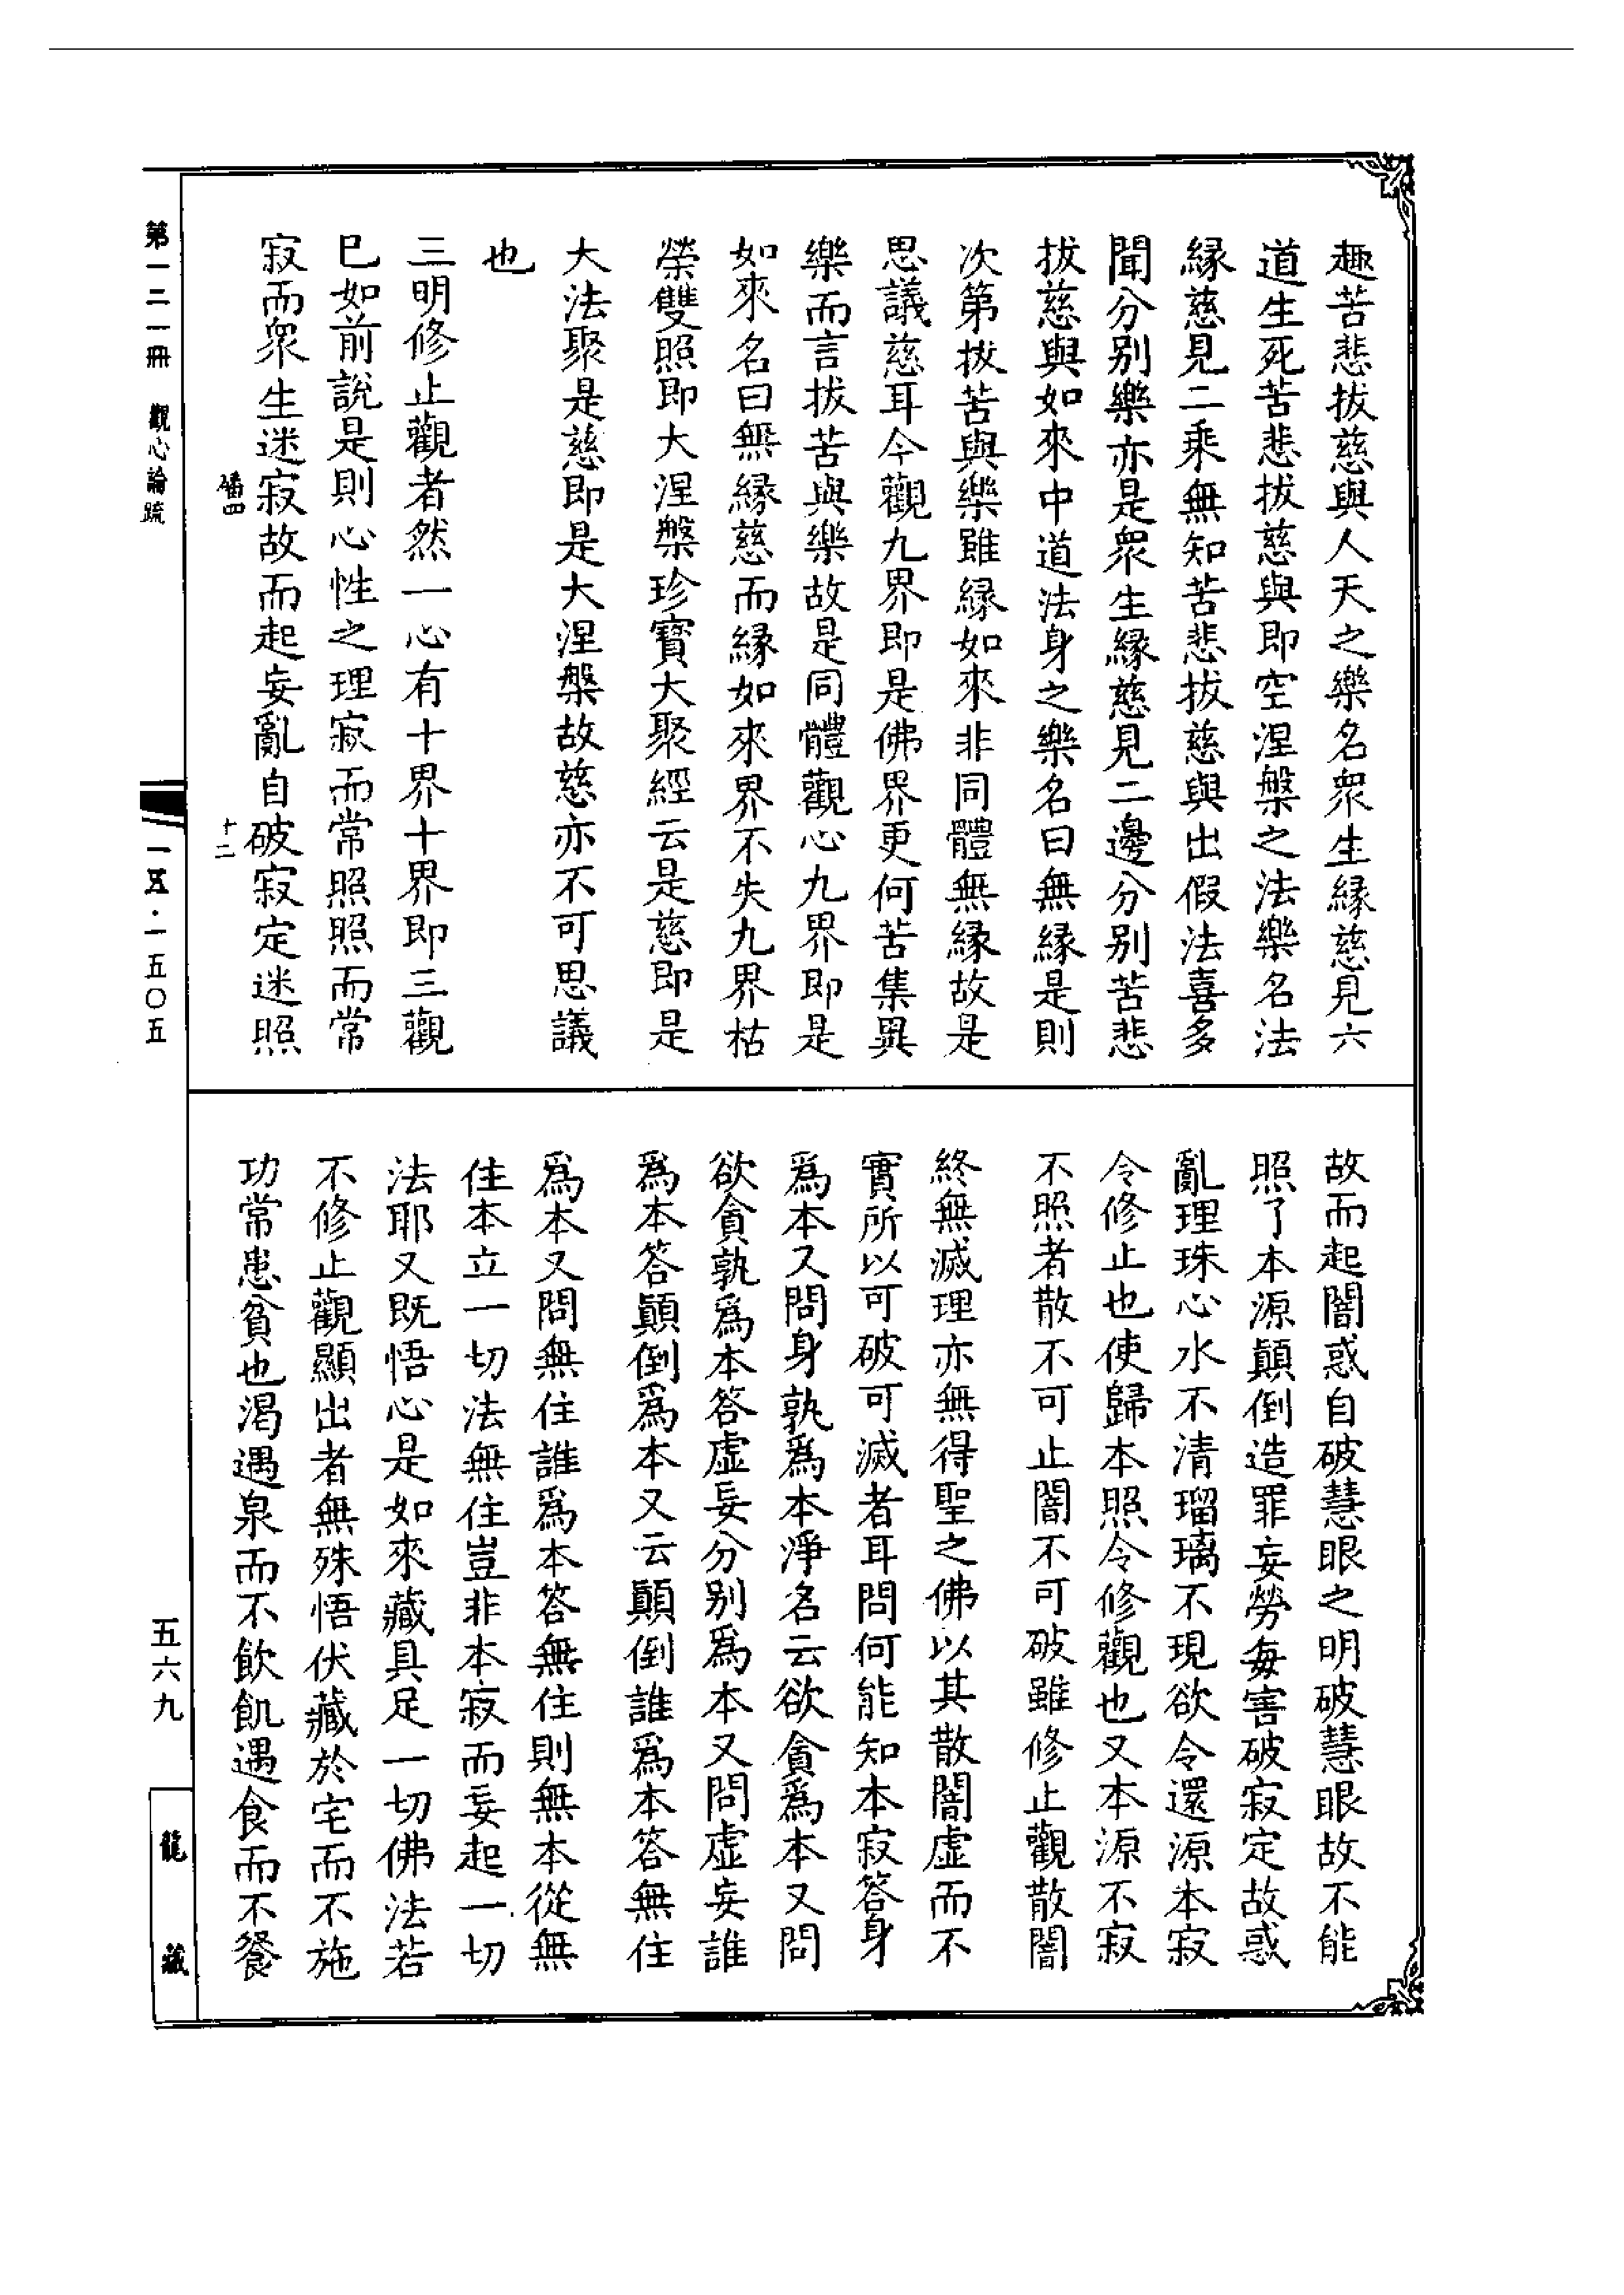 趣苦悲拔慈與人天之樂名眾生緣慈見六
道生死苦悲拔慈與即空涅槃之法樂名法
緣慈見二乘無知苦悲拔慈與出假法喜多
聞分別樂亦是眾生緣慈見二邊分別苦悲
拔慈與如來中道法身之樂名曰無緣是則
次第拔苦與樂雖緣如來非同體無緣故是
思議慈耳今觀九界即是佛界更何苦集異
樂而言拔苦與樂故是同體觀心九界即是
如來名曰無緣慈而緣如來界不失九界枯
榮雙照即大涅槃珍寶大聚經云是慈即是
大法聚是慈即是大涅槃故慈亦不可思議
也
三明修止觀者然一心有十界十界即三觀
已如前說是則心性之理寂而常照照而常
寂而眾生迷寂故而起妄亂自破寂定迷照
故而起闇惑自破慧眼之明破慧眼故不能
照了本源顛倒造罪妄勞每害破寂定故惑
亂理珠心水不清瑠璃不現欲令還源本寂
令修止也使歸本照令修觀也又本源不寂
不照者散不可止闇不可破雖修止觀散闇
終無滅理亦無得聖之佛以其散闇虛而不
實所以可破可滅者耳問何能知本寂答身
為本又問身孰為本淨名云欲貪為本又問
欲貪孰為本答虛妄分別為本又問虛妄誰
為本答顛倒為本又云顛倒誰為本答無住
為本又問無住誰為本答無住則無本從無
住本立一切法無住豈非本寂而妄起一切
法耶又既悟心是如來藏具足一切佛法若
不修止觀顯出者無殊悟伏藏於宅而不施
功常患貧也渴遇泉而不飲飢遇食而不餐
第一二一冊　觀心論疏
磻四
十二
一五・一五〇五
五六九
龍藏